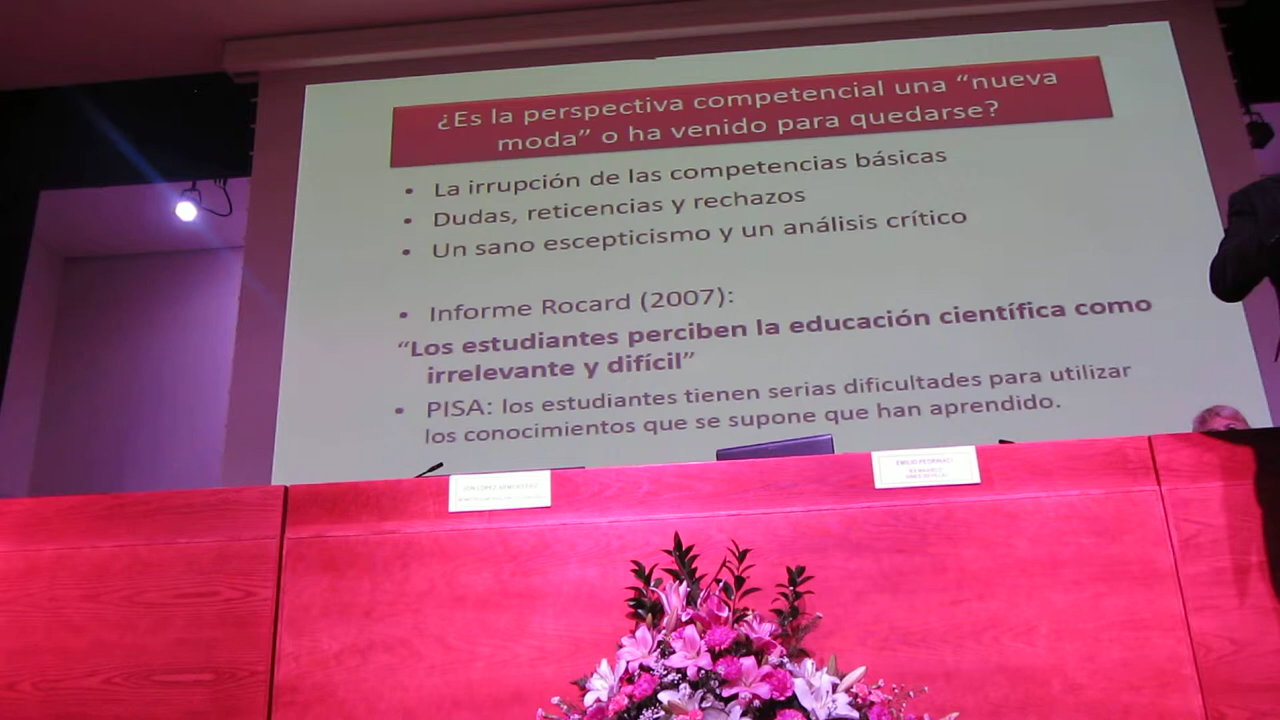 ¿Es la perspectiva competencial una “nueva
moda” o ha venido para quedarse?
• La irrupción de las competencias básicas
• Dudas, reticencias y rechazos
• Un sano escepticismo y un análisis crítico
• Informe Rocard (2007):
“Los estudiantes perciben la educación científica como
irrelevante y difícil”
• PISA: los estudiantes tienen serias dificultades para utilizar
los conocimientos que se supone que han aprendido.
EMILIO PEDRINACI